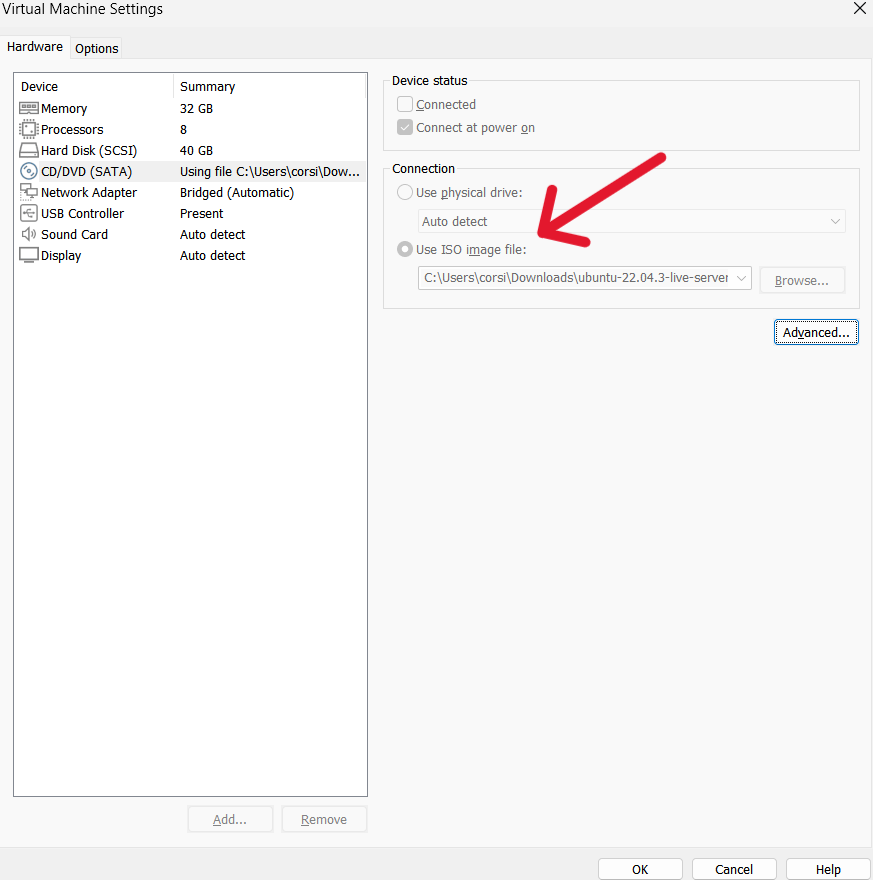 Virtual Machine Settings
Hardware Options
Device Summary
Memory 32 GB
Processors 8
Hard Disk (SCSI) 40 GB
CD/DVD (SATA) Using file C:\Users\corsi\Dow...
Network Adapter Bridged (Automatic)
USB Controller Present
Sound Card Auto detect
Display Auto detect
Add... Remove
Device status
Connected
Connect at power on
Connection
Use physical drive:
Auto detect
Use ISO image file:
C:\Users\corsi\Downloads\ubuntu-22.04.3-live-server
Browse...
Advanced...
OK Cancel Help